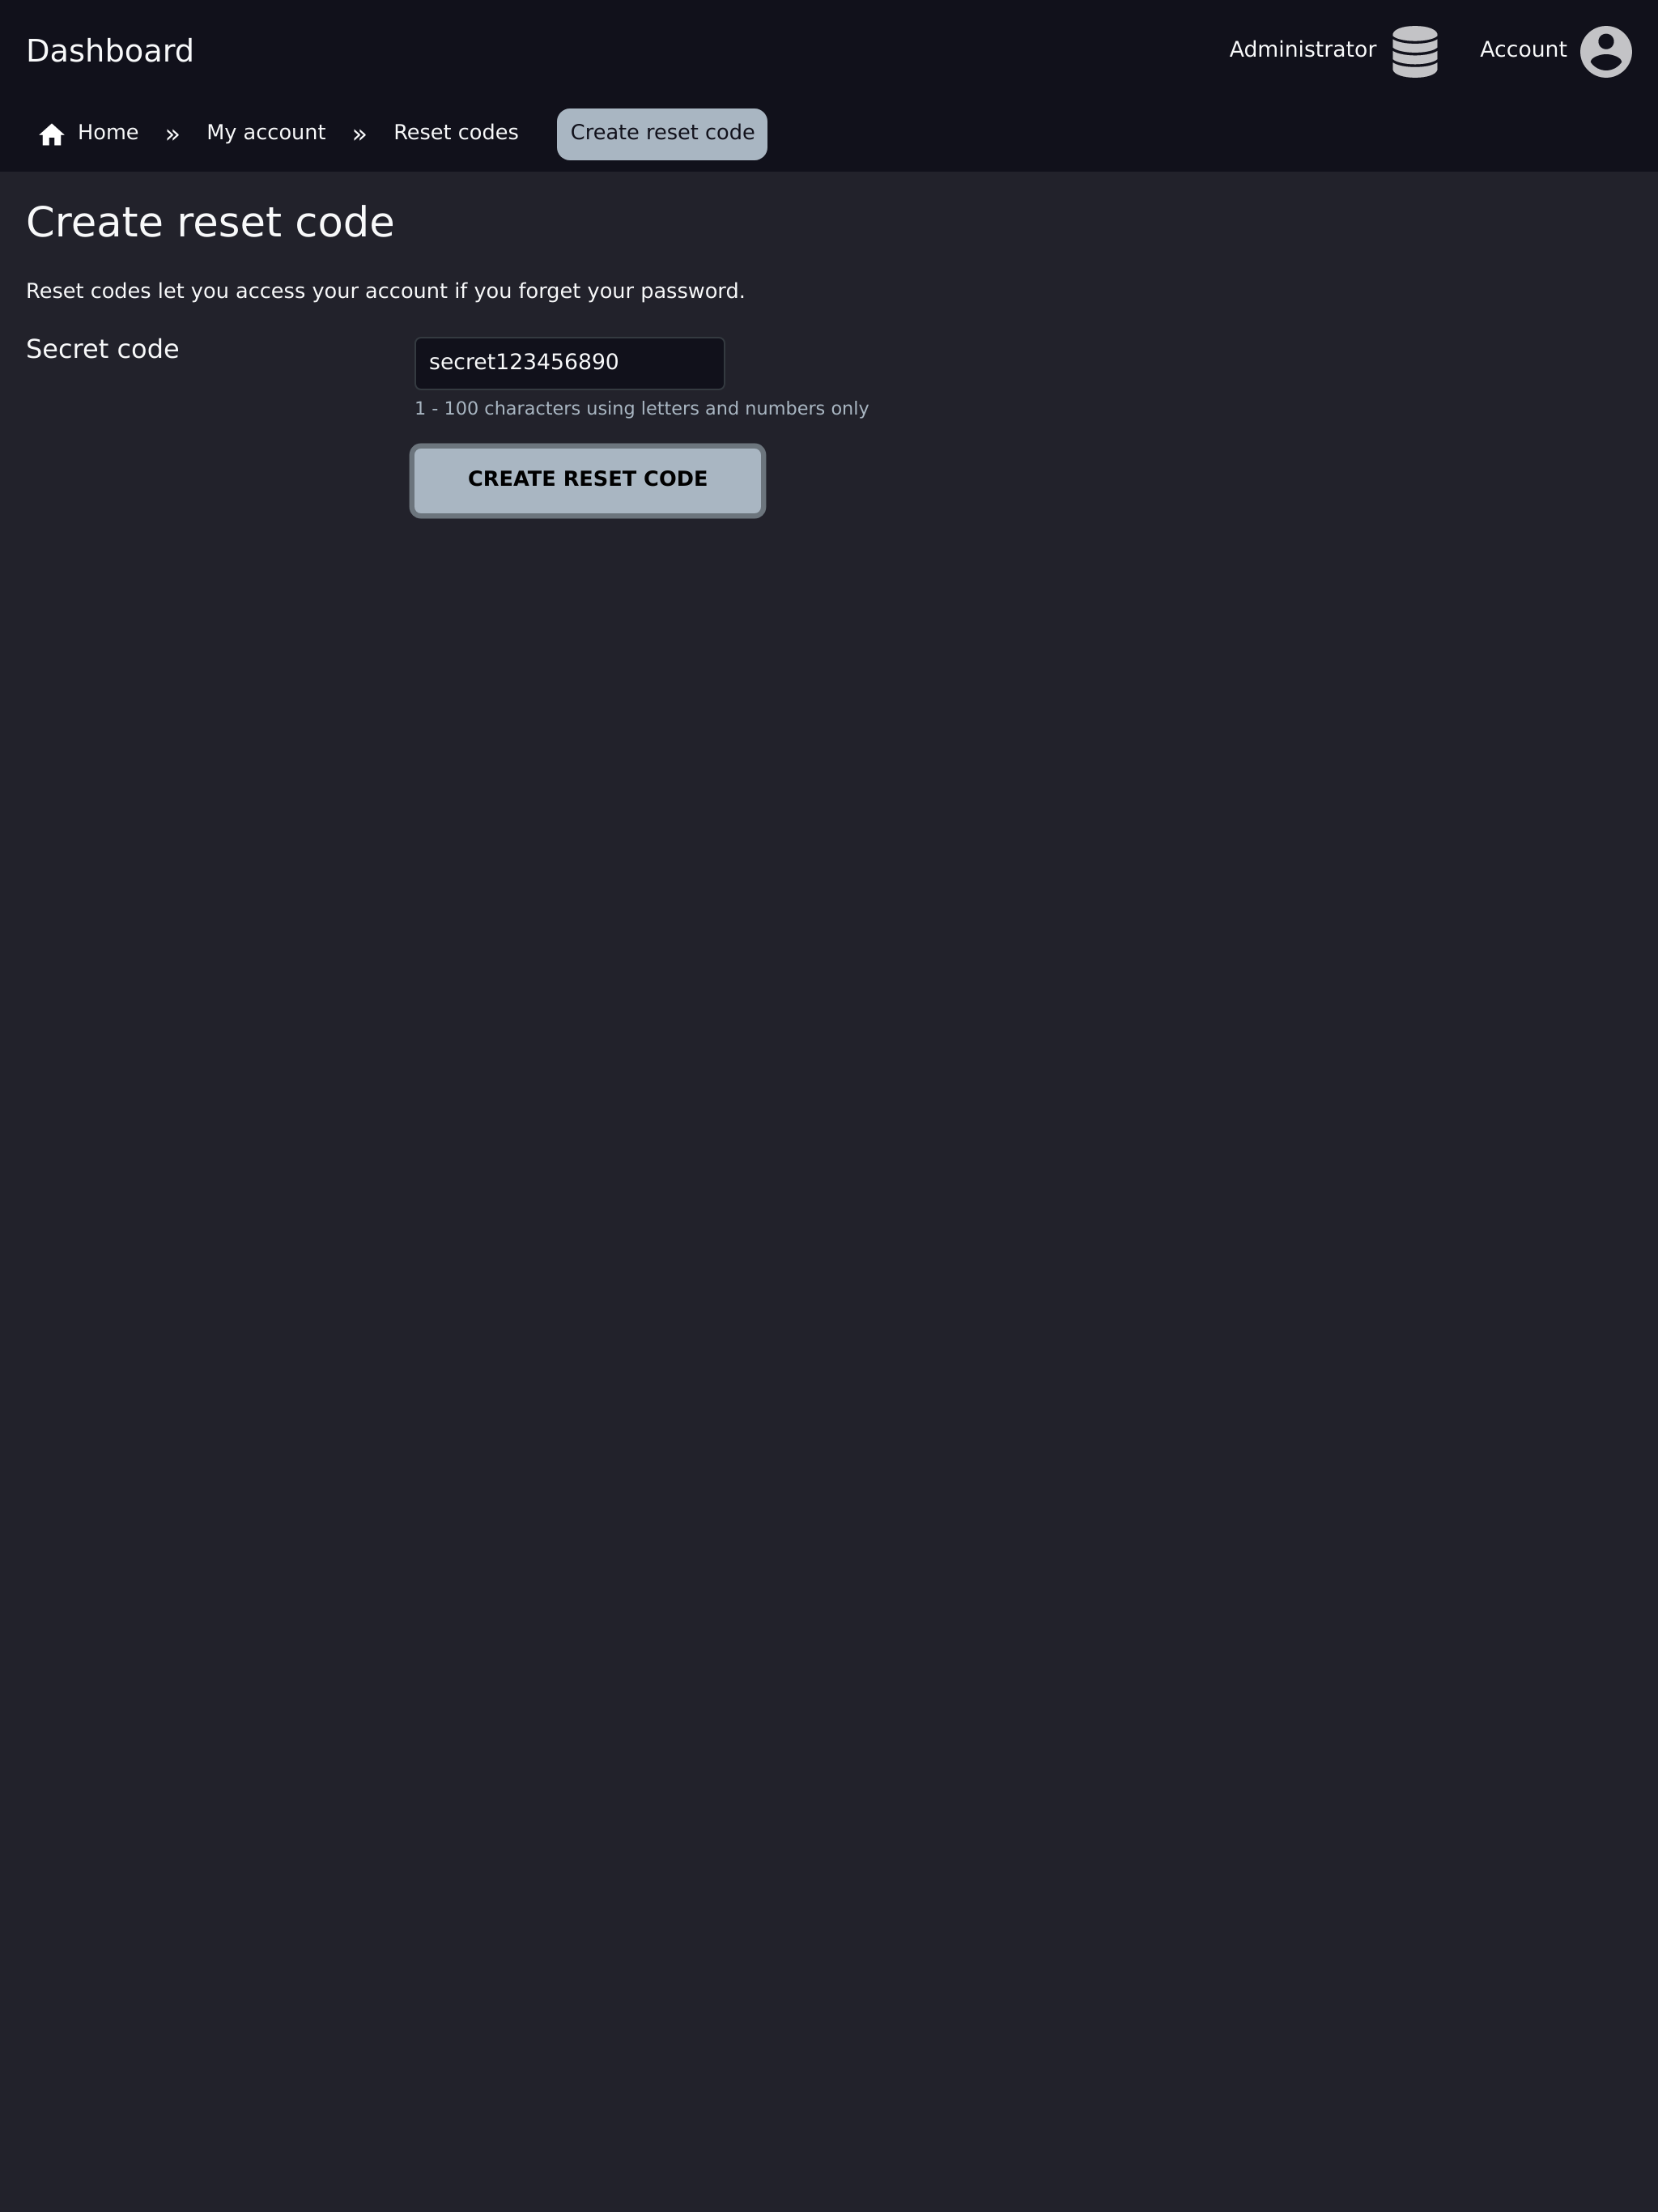 Dashboard
Administrator
Account
Home » My account » Reset codes Create reset code
Create reset code
Reset codes let you access your account if you forget your password.
Secret code
secret123456890
1 - 100 characters using letters and numbers only
CREATE RESET CODE